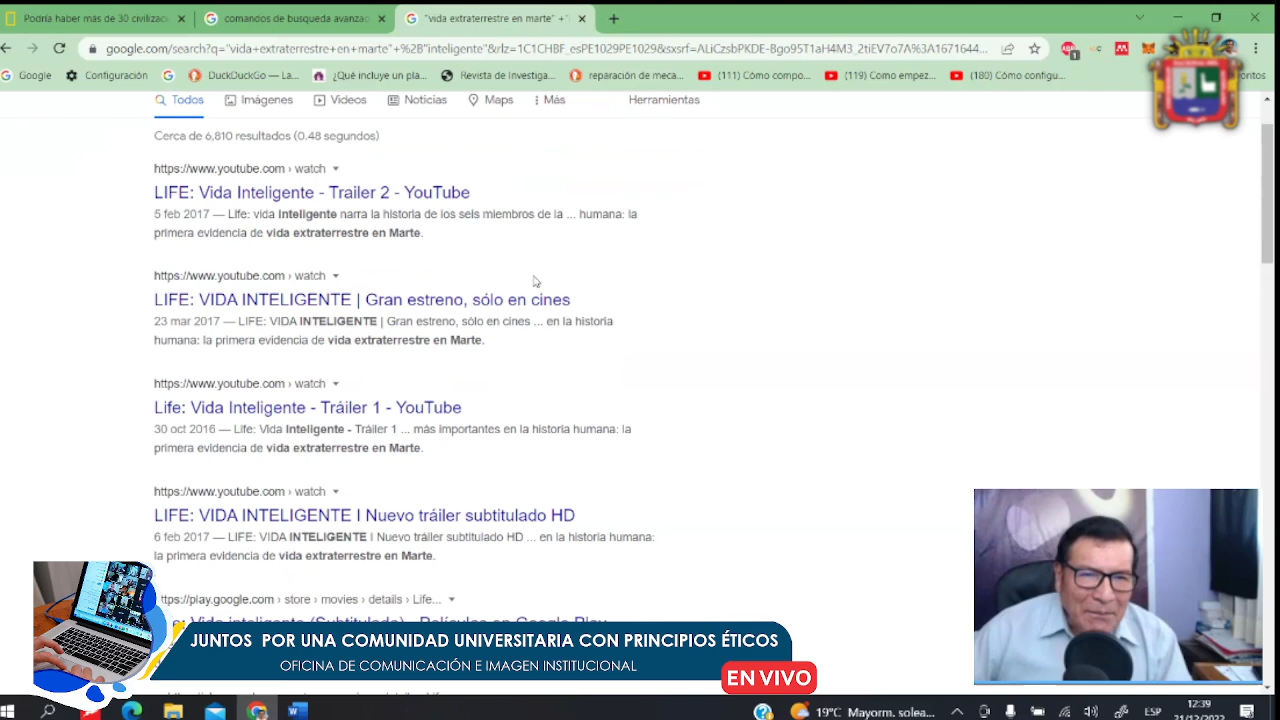 Podría haber más de 30 civilizaci
comandos de busqueda avanzad
"vida extraterrestre en marte" +"i
google.com/search?q="vida+extraterrestre+en+marte"+%2B"inteligente"&rlz=1C1CHBF_esPE1029PE1029&sxsrf=ALiCzsbPKDE-Bgo95T1aH4M3_2tiEV7o7A%3A1671644...
Google Configuración DuckDuckGo — La... ¿Qué incluye un pla... Revista de Investiga... reparación de meca... (111) Cómo compo... (119) Cómo empez... (180) Cómo configu...
Todos Imágenes Videos Noticias Maps Más Herramientas
Cerca de 6,810 resultados (0.48 segundos)
https://www.youtube.com › watch
LIFE: Vida Inteligente - Trailer 2 - YouTube
5 feb 2017 — Life: vida Inteligente narra la historia de los seis miembros de la ... humana: la
primera evidencia de vida extraterrestre en Marte.
https://www.youtube.com › watch
LIFE: VIDA INTELIGENTE | Gran estreno, sólo en cines
23 mar 2017 — LIFE: VIDA INTELIGENTE | Gran estreno, sólo en cines ... en la historia
humana: la primera evidencia de vida extraterrestre en Marte.
https://www.youtube.com › watch
Life: Vida Inteligente - Tráiler 1 - YouTube
30 oct 2016 — Life: Vida Inteligente - Tráiler 1 ... más importantes en la historia humana: la
primera evidencia de vida extraterrestre en Marte.
https://www.youtube.com › watch
LIFE: VIDA INTELIGENTE I Nuevo tráiler subtitulado HD
6 feb 2017 — LIFE: VIDA INTELIGENTE I Nuevo tráiler subtitulado HD ... en la historia humana:
la primera evidencia de vida extraterrestre en Marte.
ttps://play.google.com › store › movies › details › Life...
Vida inteligente (Subtitulada) - Películas en Google Play
JUNTOS POR UNA COMUNIDAD UNIVERSITARIA CON PRINCIPIOS ÉTICOS
OFICINA DE COMUNICACIÓN E IMAGEN INSTITUCIONAL
EN VIVO
19°C Mayorm. solea... ESP 12:39
21/12/2022